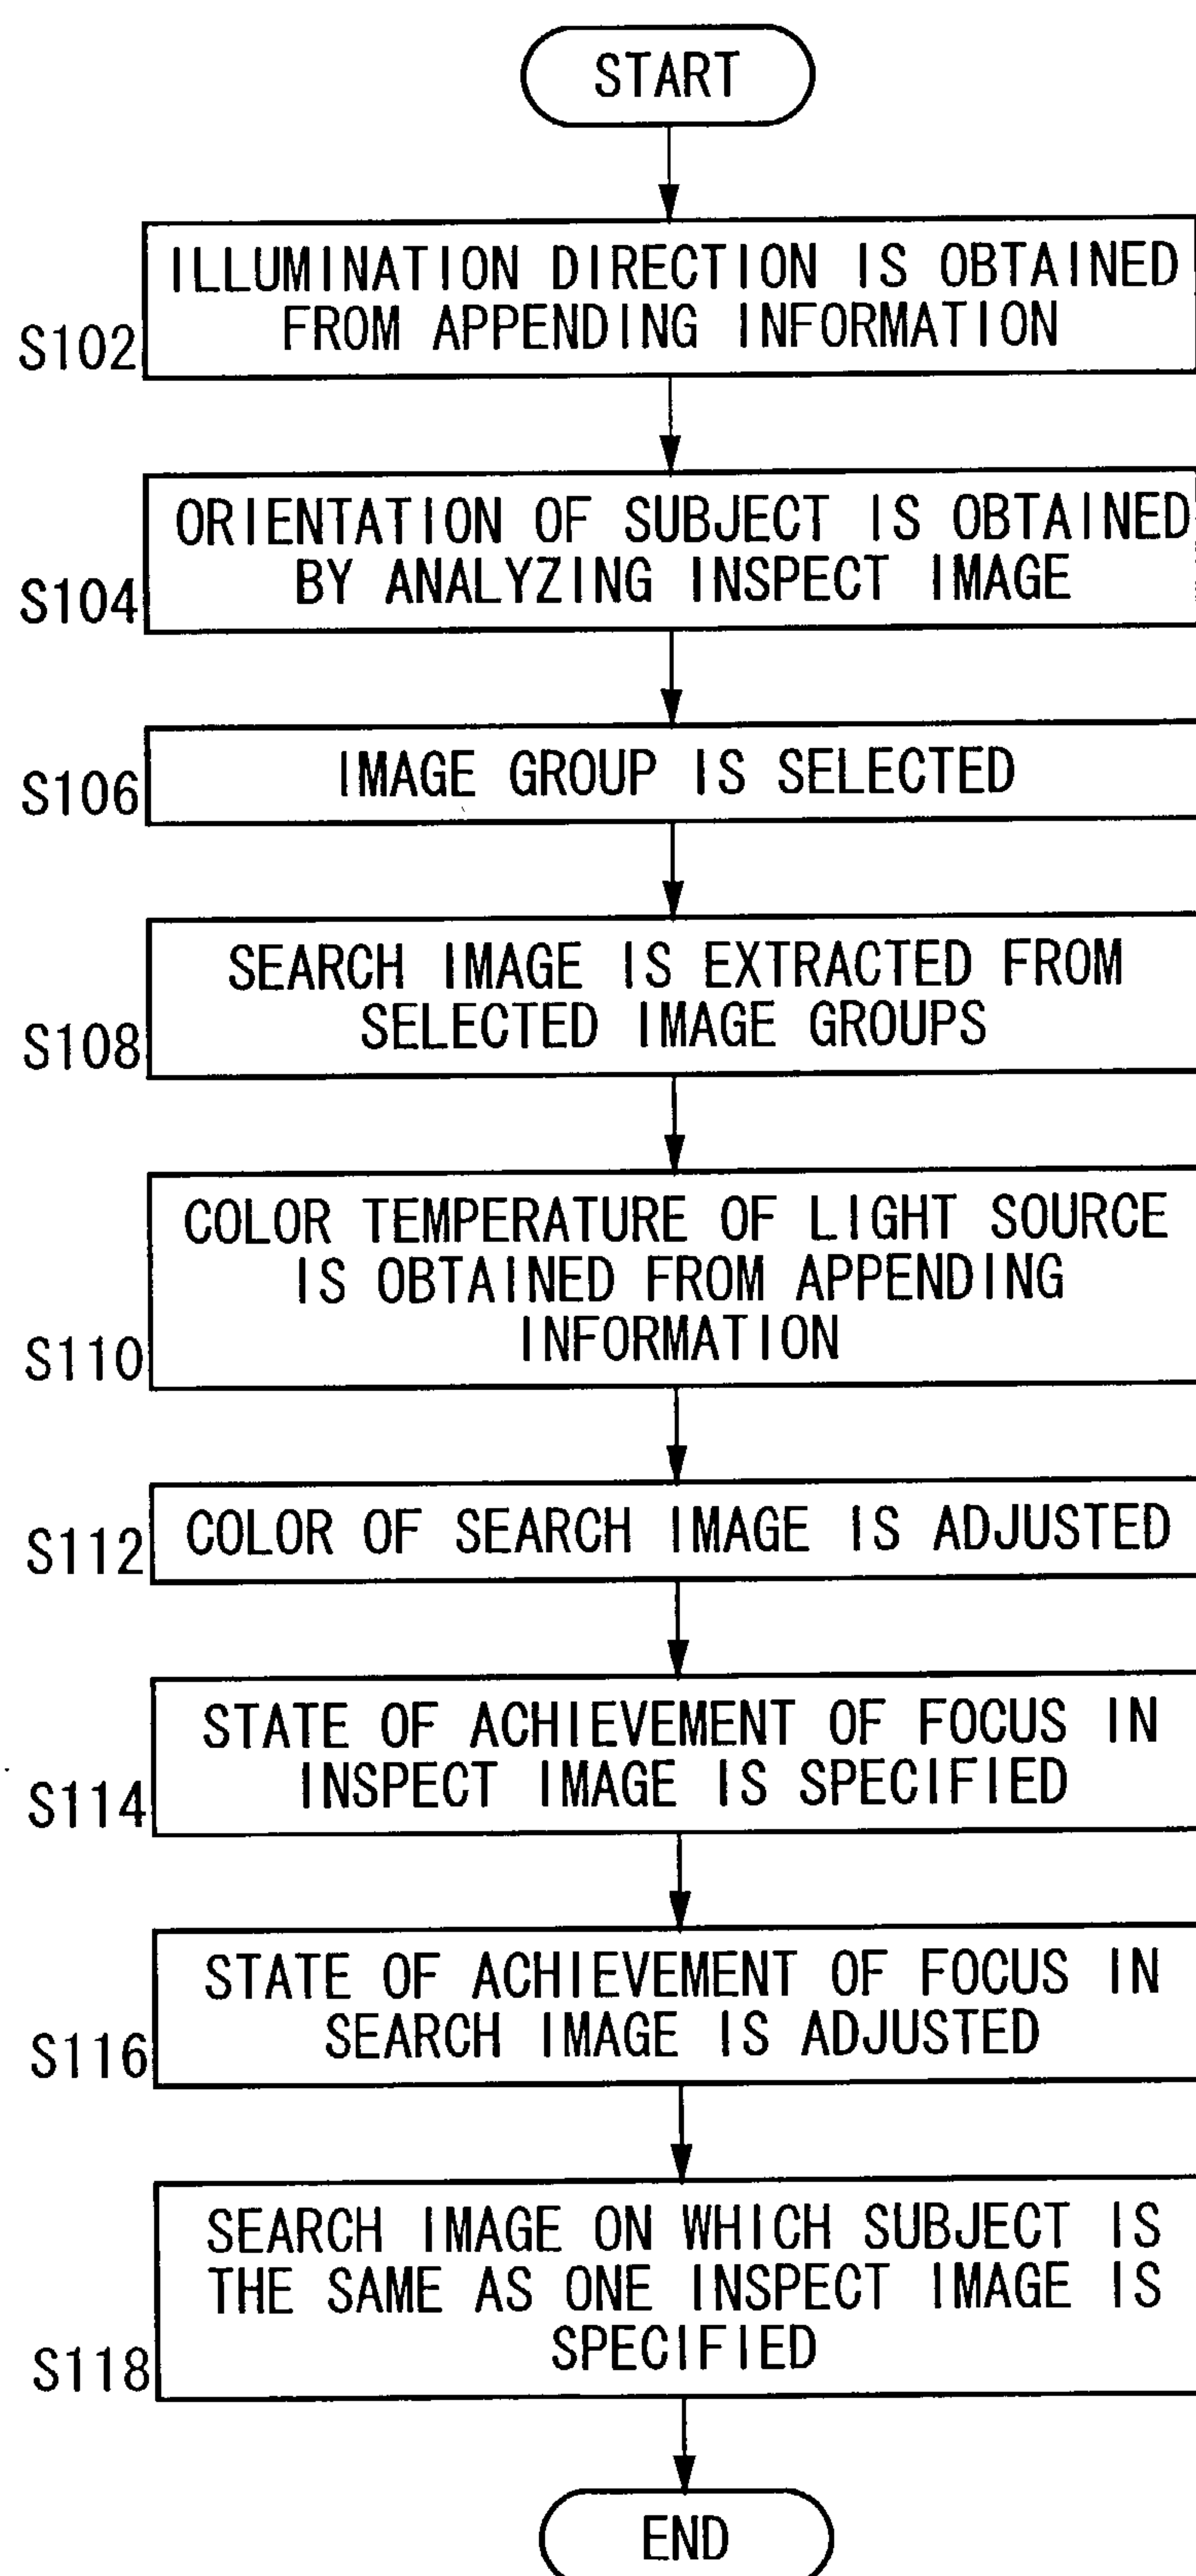 START
ILLUMINATION DIRECTION IS OBTAINED
FROM APPENDING INFORMATION
S102
ORIENTATION OF SUBJECT IS OBTAINED
BY ANALYZING INSPECT IMAGE
S104
IMAGE GROUP IS SELECTED
S106
SEARCH IMAGE IS EXTRACTED FROM
SELECTED IMAGE GROUPS
S108
COLOR TEMPERATURE OF LIGHT SOURCE
IS OBTAINED FROM APPENDING
INFORMATION
S110
COLOR OF SEARCH IMAGE IS ADJUSTED
S112
STATE OF ACHIEVEMENT OF FOCUS IN
INSPECT IMAGE IS SPECIFIED
S114
STATE OF ACHIEVEMENT OF FOCUS IN
SEARCH IMAGE IS ADJUSTED
S116
SEARCH IMAGE ON WHICH SUBJECT IS
THE SAME AS ONE INSPECT IMAGE IS
SPECIFIED
S118
END